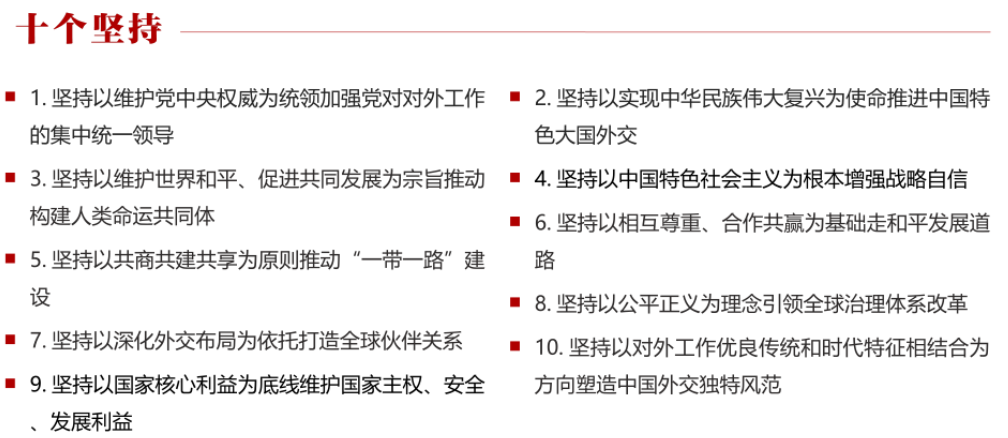 十个坚持
1. 坚持以维护党中央权威为统领加强党对对外工作
的集中统一领导
2. 坚持以实现中华民族伟大复兴为使命推进中国特
色大国外交
3. 坚持以维护世界和平、促进共同发展为宗旨推动
构建人类命运共同体
4. 坚持以中国特色社会主义为根本增强战略自信
5. 坚持以共商共建共享为原则推动“一带一路”建
设
6. 坚持以相互尊重、合作共赢为基础走和平发展道
路
7. 坚持以深化外交布局为依托打造全球伙伴关系
8. 坚持以公平正义为理念引领全球治理体系改革
9. 坚持以国家核心利益为底线维护国家主权、安全
、发展利益
10. 坚持以对外工作优良传统和时代特征相结合为
方向塑造中国外交独特风范